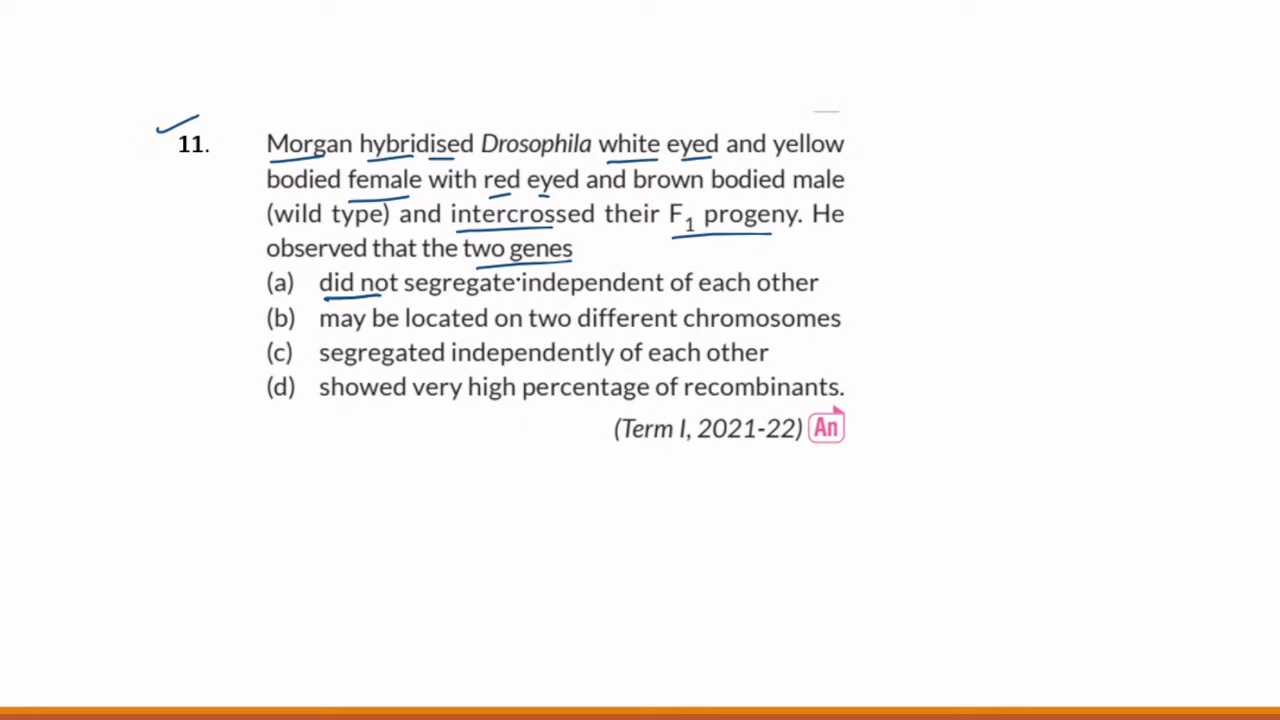 11. Morgan hybridised Drosophila white eyed and yellow
bodied female with red eyed and brown bodied male
(wild type) and intercrossed their F₁ progeny. He
observed that the two genes
(a) did not segregate independent of each other
(b) may be located on two different chromosomes
(c) segregated independently of each other
(d) showed very high percentage of recombinants.
(Term I, 2021-22) An